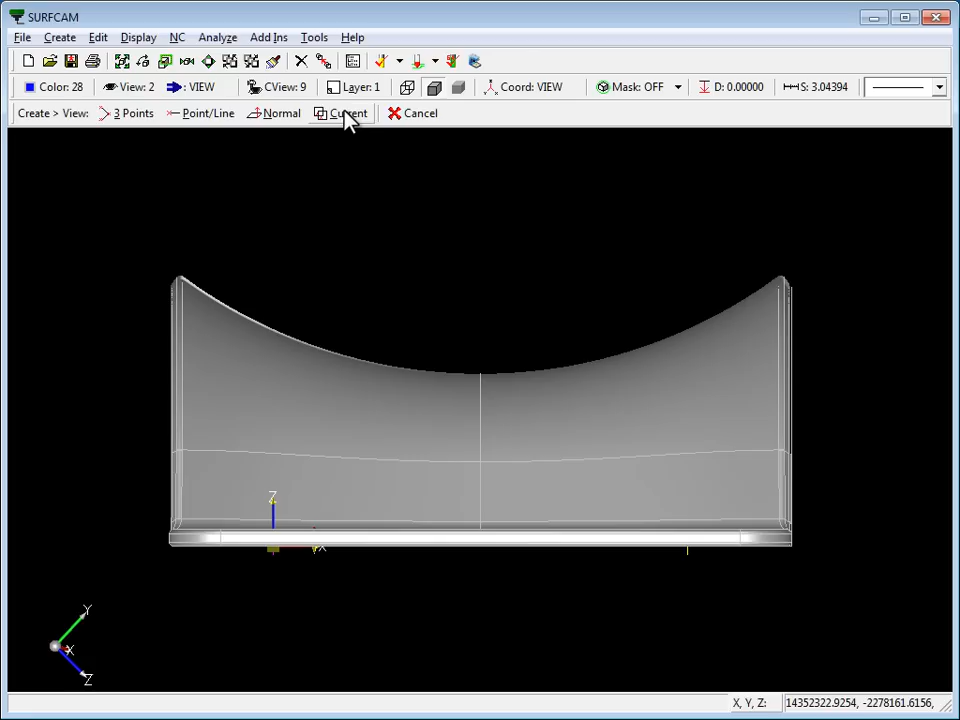 SURFCAM
File Create Edit Display NC Analyze Add Ins Tools Help
Color: 28 View: 2 : VIEW CView: 9 Layer: 1 Coord: VIEW Mask: OFF D: 0.00000 S: 3.04394
Create > View: 3 Points Point/Line Normal Current Cancel
Z
X
Y
X
Z
X, Y, Z: 14352322.9254, -2278161.6156,